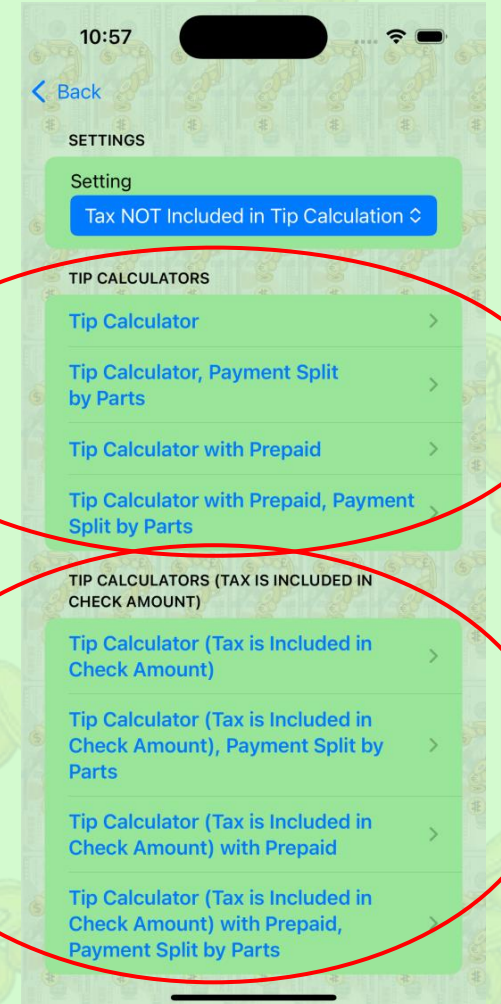 10:57
Back
SETTINGS
Setting
Tax NOT Included in Tip Calculation
TIP CALCULATORS
Tip Calculator
Tip Calculator, Payment Split
by Parts
Tip Calculator with Prepaid
Tip Calculator with Prepaid, Payment
Split by Parts
TIP CALCULATORS (TAX IS INCLUDED IN
CHECK AMOUNT)
Tip Calculator (Tax is Included in
Check Amount)
Tip Calculator (Tax is Included in
Check Amount), Payment Split by
Parts
Tip Calculator (Tax is Included in
Check Amount) with Prepaid
Tip Calculator (Tax is Included in
Check Amount) with Prepaid,
Payment Split by Parts